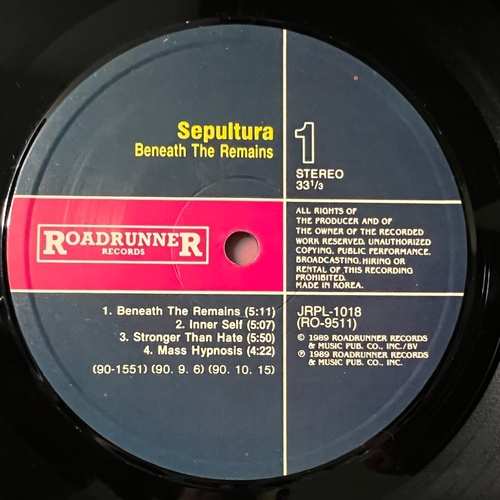 Sepultura
Beneath The Remains
1
STEREO
33 1/3
ROADRUNNER
RECORDS
ALL RIGHTS OF
THE PRODUCER AND OF
THE OWNER OF THE RECORDED
WORK RESERVED. UNAUTHORIZED
COPYING, PUBLIC PERFORMANCE.
BROADCASTING, HIRING OR
RENTAL OF THIS RECORDING
PROHIBITED.
MADE IN KOREA.
1. Beneath The Remains (5:11)
2. Inner Self (5:07)
3. Stronger Than Hate (5:50)
4. Mass Hypnosis (4:22)
(90-1551) (90. 9. 6) (90. 10. 15)
JRPL-1018
(RO-9511)
© 1989 ROADRUNNER RECORDS
& MUSIC PUB. CO., INC./BV
℗ 1989 ROADRUNNER RECORDS
& MUSIC PUB. CO., INC.